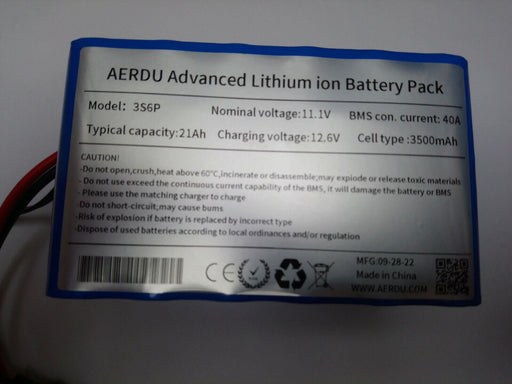 AERDU Advanced Lithium ion Battery Pack
Model: 3S6P Nominal voltage:11.1V BMS con. current: 40A
Typical capacity:21Ah Charging voltage:12.6V Cell type :3500mAh
CAUTION!
-Do not open,crush,heat above 60°C,incinerate or disassemble,may explode or release toxic materials
- Do not use exceed the continuous current capability of the BMS, it will damage the battery or BMS
- Please use the matching charger to charge
-Do not short-circuit,may cause bums
-Risk of explosion if battery is replaced by incorrect type
-Dispose of used batteries according to local ordinances and/or regulation
CE
MFG:09-28-22
Made in China
WWW.AERDU.COM